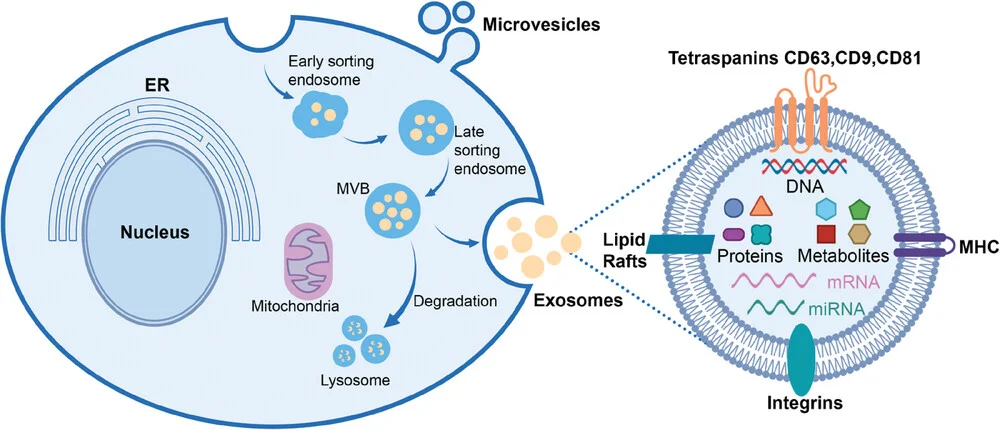 Microvesicles
Early sorting
endosome
ER
Late
sorting
endosome
MVB
Nucleus
Mitochondria
Degradation
Lysosome
Exosomes
Tetraspanins CD63,CD9,CD81
DNA
Lipid
Rafts
Proteins
Metabolites
MHC
mRNA
miRNA
Integrins